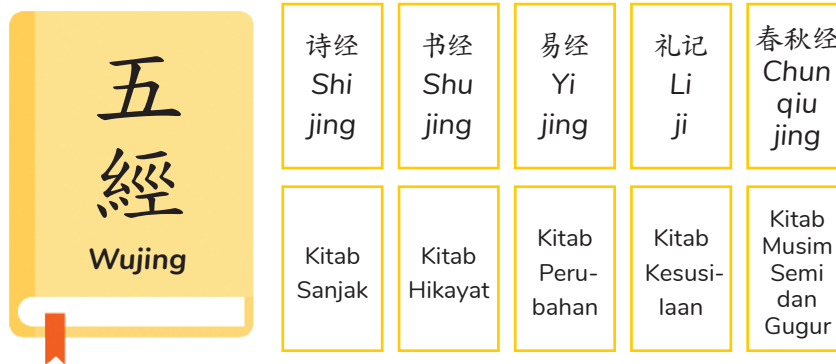 五
經
Wujing
诗经
Shi
jing
书经
Shu
jing
易经
Yi
jing
礼记
Li
ji
春秋经
Chun
qiu
jing
Kitab
Sanjak
Kitab
Hikayat
Kitab
Peru-
bahan
Kitab
Kesusi-
laan
Kitab
Musim
Semi
dan
Gugur